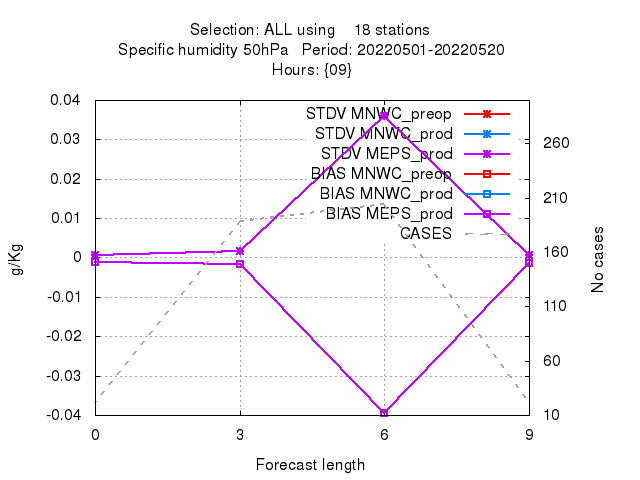 Selection: ALL using 18 stations
Specific humidity 50hPa Period: 20220501-20220520
Hours: {09}
0.04
0.03
0.02
0.01
0
-0.01
-0.02
-0.03
-0.04
g/Kg
STDV MNWC_preop
STDV MNWC_prod
STDV MEPS_prod
BIAS MNWC_preop
BIAS MNWC_prod
BIAS MEPS_prod
CASES
260
210
160
110
60
10
No cases
0 3 6 9
Forecast length